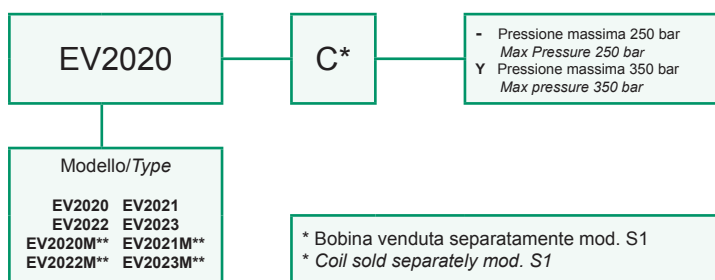 EV2020
C*
- Pressione massima 250 bar
Max Pressure 250 bar
Y Pressione massima 350 bar
Max pressure 350 bar
Modello/Type
EV2020 EV2021
EV2022 EV2023
EV2020M** EV2021M**
EV2022M** EV2023M**
* Bobina venduta separatamente mod. S1
* Coil sold separately mod. S1